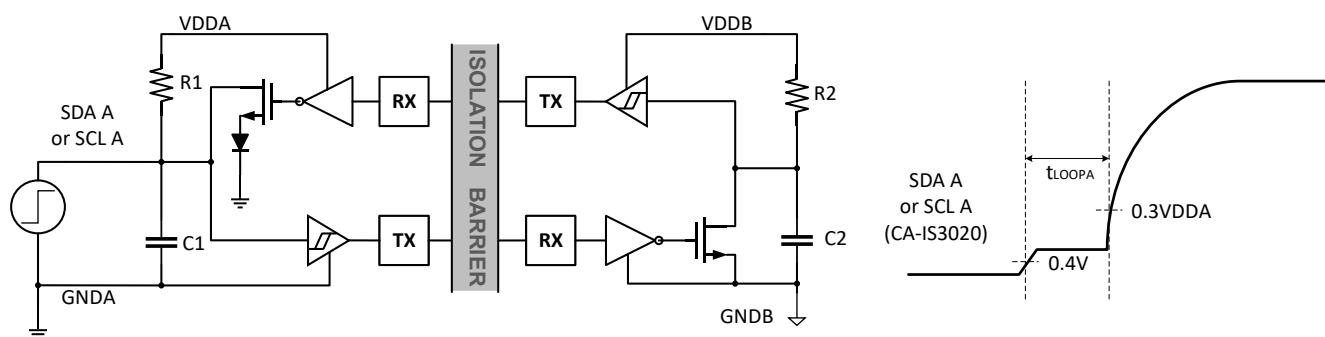 VDDA
VDDB
R1
R2
SDA A
or SCL A
RX
TX
ISOLATION BARRIER
TX
RX
C1
C2
GNDA
GNDB
tLOOPA
SDA A
or SCL A
(CA-IS3020)
0.3VDDA
0.4V